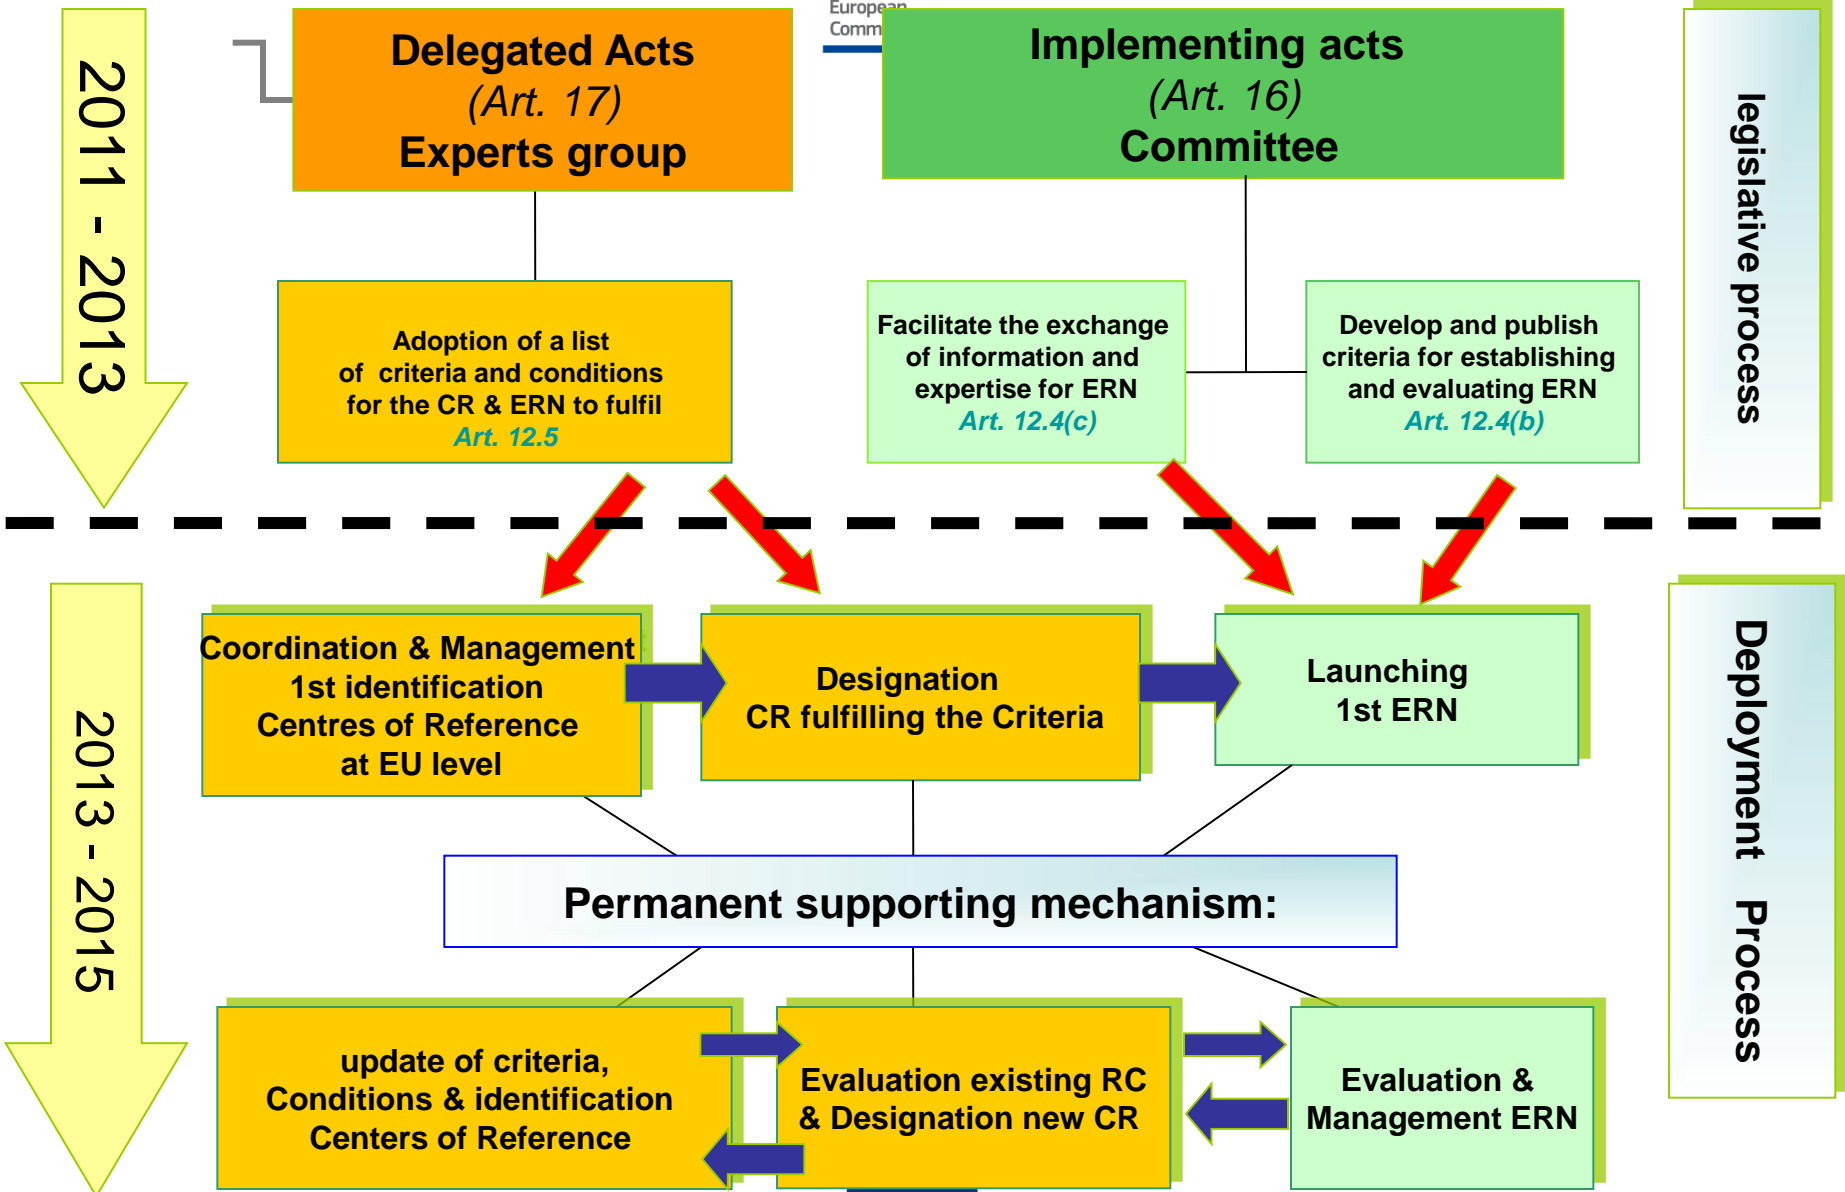 European
Comm
Delegated Acts
(Art. 17)
Experts group
Implementing acts
(Art. 16)
Committee
2011 - 2013
legislative process
Adoption of a list
of criteria and conditions
for the CR & ERN to fulfil
Art. 12.5
Facilitate the exchange
of information and
expertise for ERN
Art. 12.4(c)
Develop and publish
criteria for establishing
and evaluating ERN
Art. 12.4(b)
2013 - 2015
Deployment Process
Coordination & Management
1st identification
Centres of Reference
at EU level
Designation
CR fulfilling the Criteria
Launching
1st ERN
Permanent supporting mechanism:
update of criteria,
Conditions & identification
Centers of Reference
Evaluation existing RC
& Designation new CR
Evaluation &
Management ERN